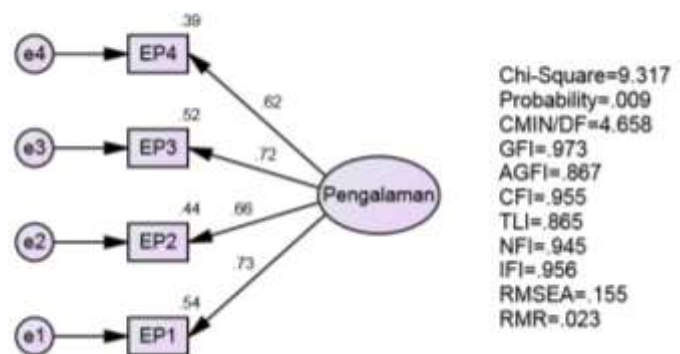 .39
e4 EP4
.62
.52
e3 EP3
.72
Pengalaman
.44
e2 EP2
.66
.73
.54
e1 EP1
Chi-Square=9.317
Probability=.009
CMIN/DF=4.658
GFI=.973
AGFI=.867
CFI=.955
TLI=.865
NFI=.945
IFI=.956
RMSEA=.155
RMR=.023